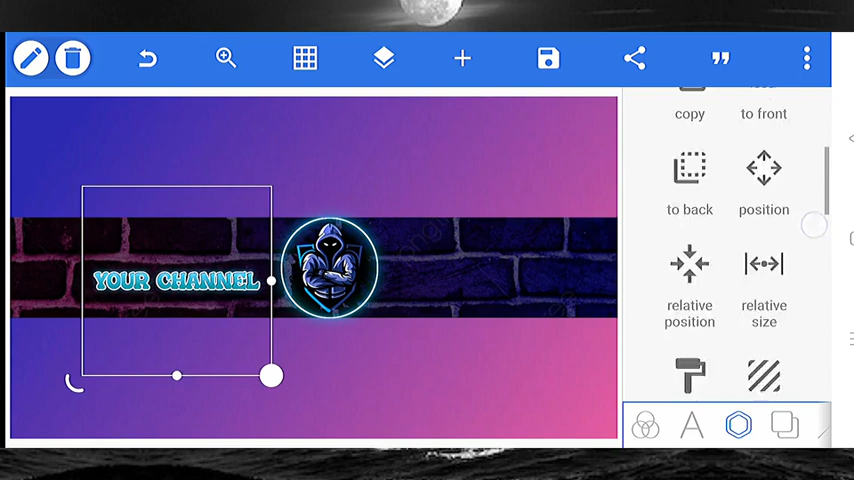 copy
to front
to back
position
YOUR CHANNEL
relative
position
relative
size